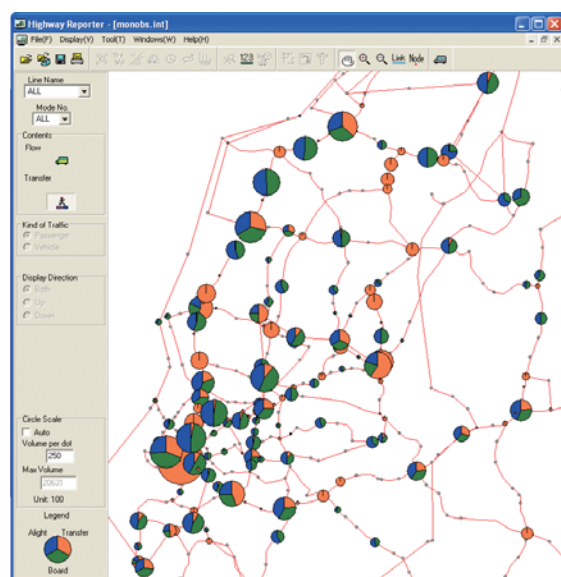 Highway Reporter - [monobs.int]
File(F) Display(V) Tool(T) Windows(W) Help(H)
123 Link Node
Line Name
ALL
Mode No.
ALL
Contents
Flow
Transfer
Kind of Traffic
Passenger
Vehicle
Display Direction
Both
Up
Down
Circle Scale
Auto
Volume per dot
250
Max Volume
20631
Unit: 100
Legend
Alight Transfer
Board